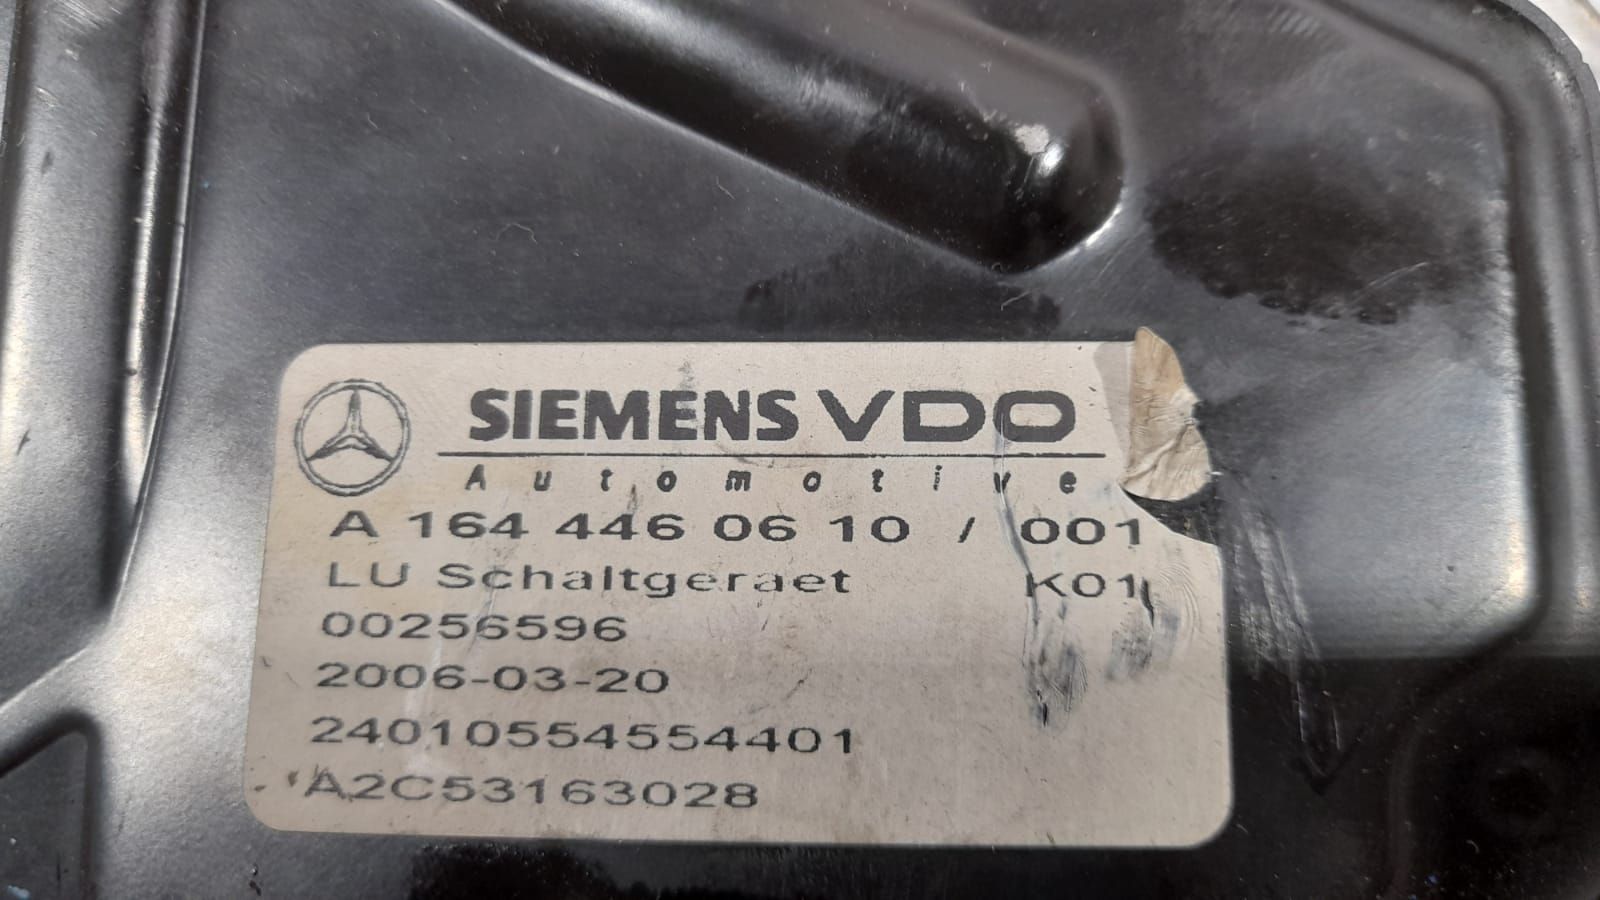 SIEMENS VDO
Automotive
A 164 446 06 10 / 001
LU Schaltgeraet K01
00256596
2006-03-20
24010554554401
A2C53163028